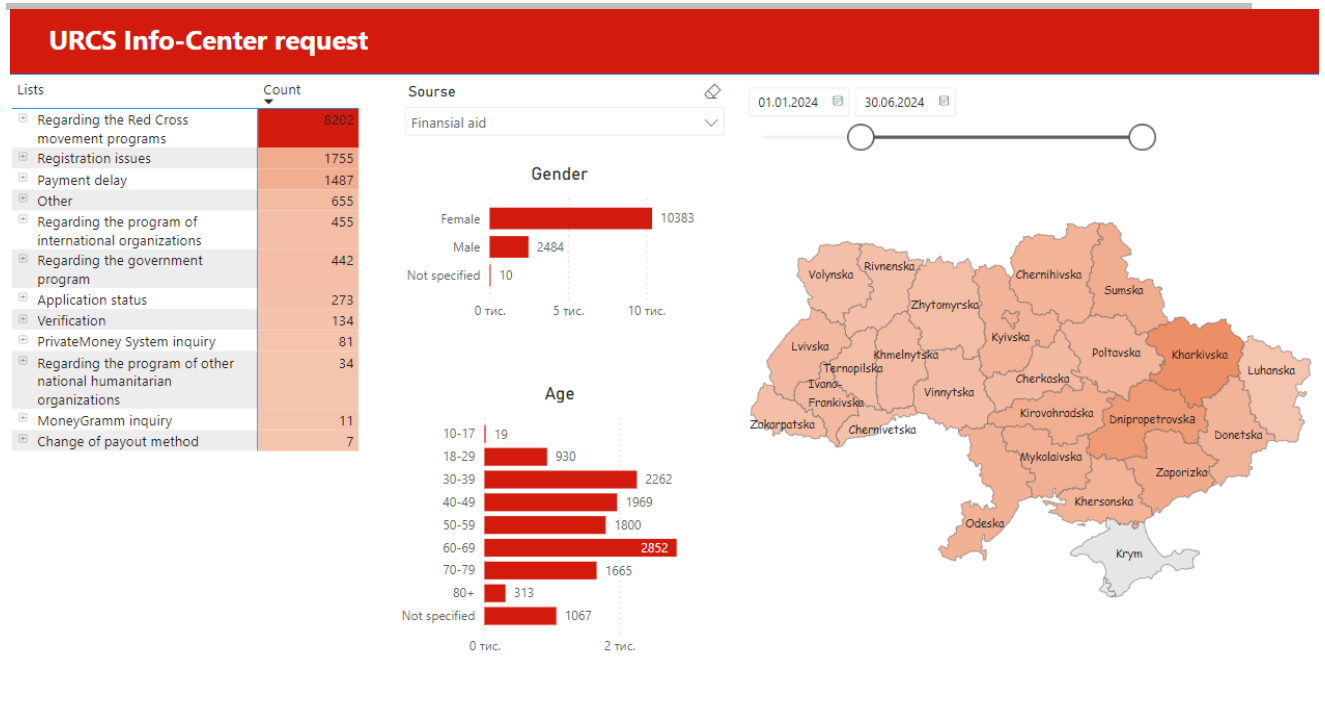 URCS Info-Center request
Lists Count
Regarding the Red Cross 8202
movement programs
Registration issues 1755
Payment delay 1487
Other 655
Regarding the program of 455
international organizations
Regarding the government 442
program
Application status 273
Verification 134
PrivateMoney System inquiry 81
Regarding the program of other 34
national humanitarian
organizations
MoneyGramm inquiry 11
Change of payout method 7
Sourse
Finansial aid
Gender
Female 10383
Male 2484
Not specified 10
0 тис. 5 тис. 10 тис.
Age
10-17 19
18-29 930
30-39 2262
40-49 1969
50-59 1800
60-69 2852
70-79 1665
80+ 313
Not specified 1067
0 тис. 2 тис.
01.01.2024 30.06.2024
Volynska
Rivnenska
Chernihivska
Sumska
Zhytomyrska
Kyivska
Lvivska
Khmelnytska
Poltavska
Kharkivska
Luhanska
Ternopilska
Ivano-
Frankivska
Vinnytska
Cherkaska
Zakarpatska
Chernivetska
Kirovohradska
Dnipropetrovska
Donetska
Mykolaivska
Zaporizka
Khersonska
Odeska
Krym